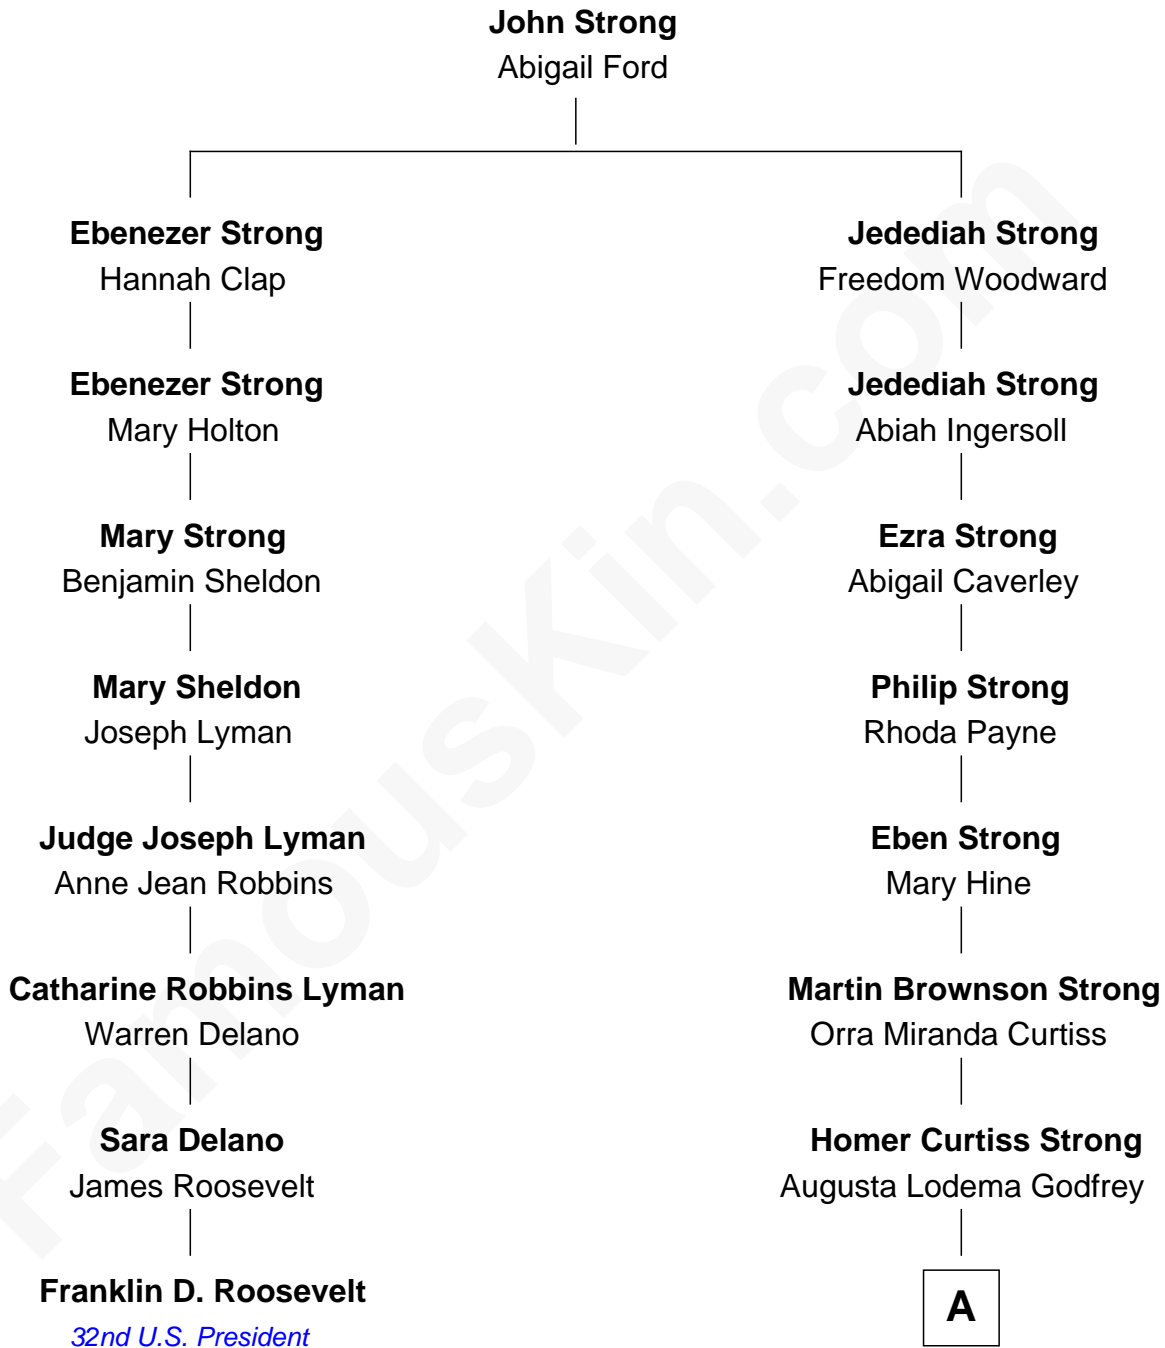 John Strong
Abigail Ford
Ebenezer Strong
Hannah Clap
Jedediah Strong
Freedom Woodward
Ebenezer Strong
Mary Holton
Jedediah Strong
Abiah Ingersoll
Mary Strong
Benjamin Sheldon
Ezra Strong
Abigail Caverley
Mary Sheldon
Joseph Lyman
Philip Strong
Rhoda Payne
Judge Joseph Lyman
Anne Jean Robbins
Eben Strong
Mary Hine
Catharine Robbins Lyman
Warren Delano
Martin Brownson Strong
Orra Miranda Curtiss
Sara Delano
James Roosevelt
Homer Curtiss Strong
Augusta Lodema Godfrey
Franklin D. Roosevelt
32nd U.S. President
A
FamousKin.com